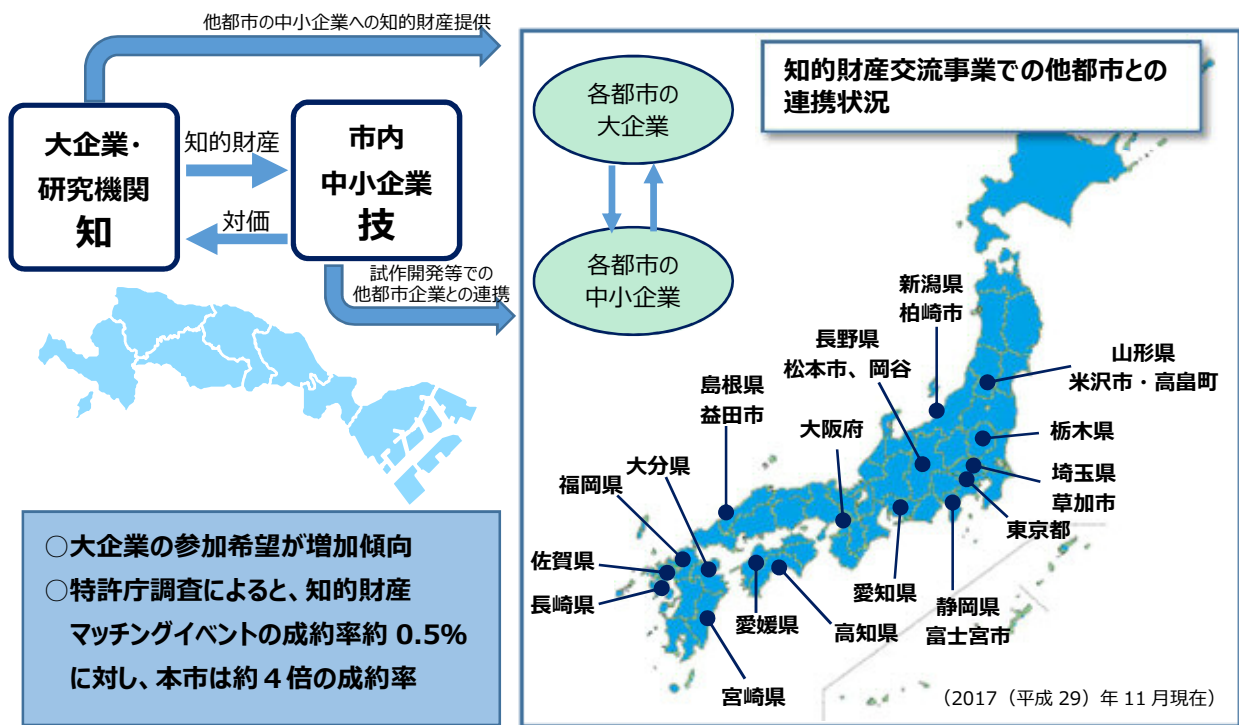 他都市の中小企業への知的財産提供
大企業・
研究機関
知
知的財産
対価
市内
中小企業
技
試作開発等での
他都市企業との連携
○大企業の参加希望が増加傾向
○特許庁調査によると、知的財産
マッチングイベントの成約率約 0.5%
に対し、本市は約４倍の成約率
知的財産交流事業での他都市との
連携状況
各都市の
大企業
各都市の
中小企業
新潟県
柏崎市
長野県
松本市、岡谷
山形県
米沢市・高畠町
島根県
益田市
大阪府
栃木県
大分県
埼玉県
草加市
福岡県
東京都
佐賀県
長崎県
愛知県
静岡県
富士宮市
愛媛県
高知県
宮崎県
（2017（平成 29）年 11 月現在）